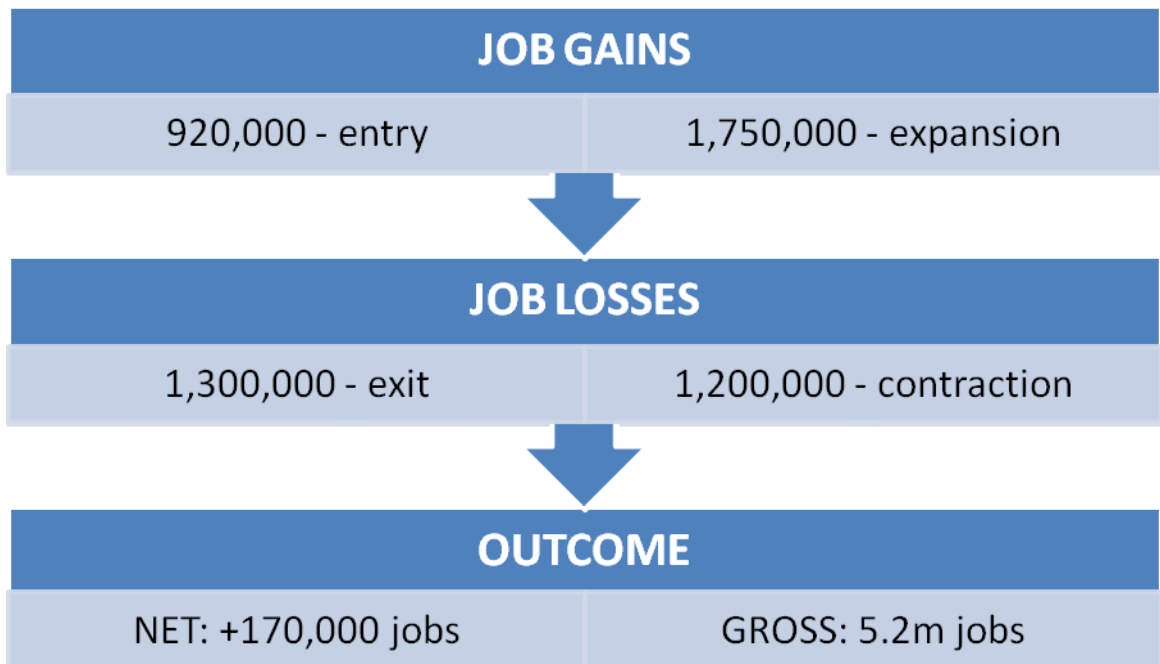 JOB GAINS
920,000 - entry
1,750,000 - expansion
JOB LOSSES
1,300,000 - exit
1,200,000 - contraction
OUTCOME
NET: +170,000 jobs
GROSS: 5.2m jobs